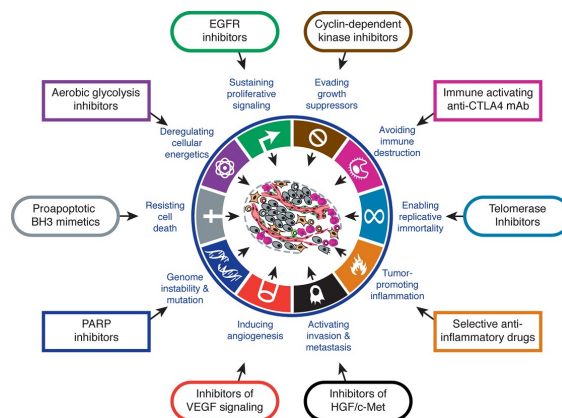 EGFR
inhibitors
Cyclin-dependent
kinase inhibitors
Sustaining
proliferative
signaling
Evading
growth
suppressors
Aerobic glycolysis
inhibitors
Immune activating
anti-CTLA4 mAb
Deregulating
cellular
energetics
Avoiding
immune
destruction
Proapoptotic
BH3 mimetics
Resisting
cell
death
Enabling
replicative
immortality
Telomerase
Inhibitors
Genome
instability &
mutation
Tumor-
promoting
inflammation
PARP
inhibitors
Inducing
angiogenesis
Activating
invasion &
metastasis
Selective anti-
inflammatory drugs
Inhibitors of
VEGF signaling
Inhibitors of
HGF/c-Met